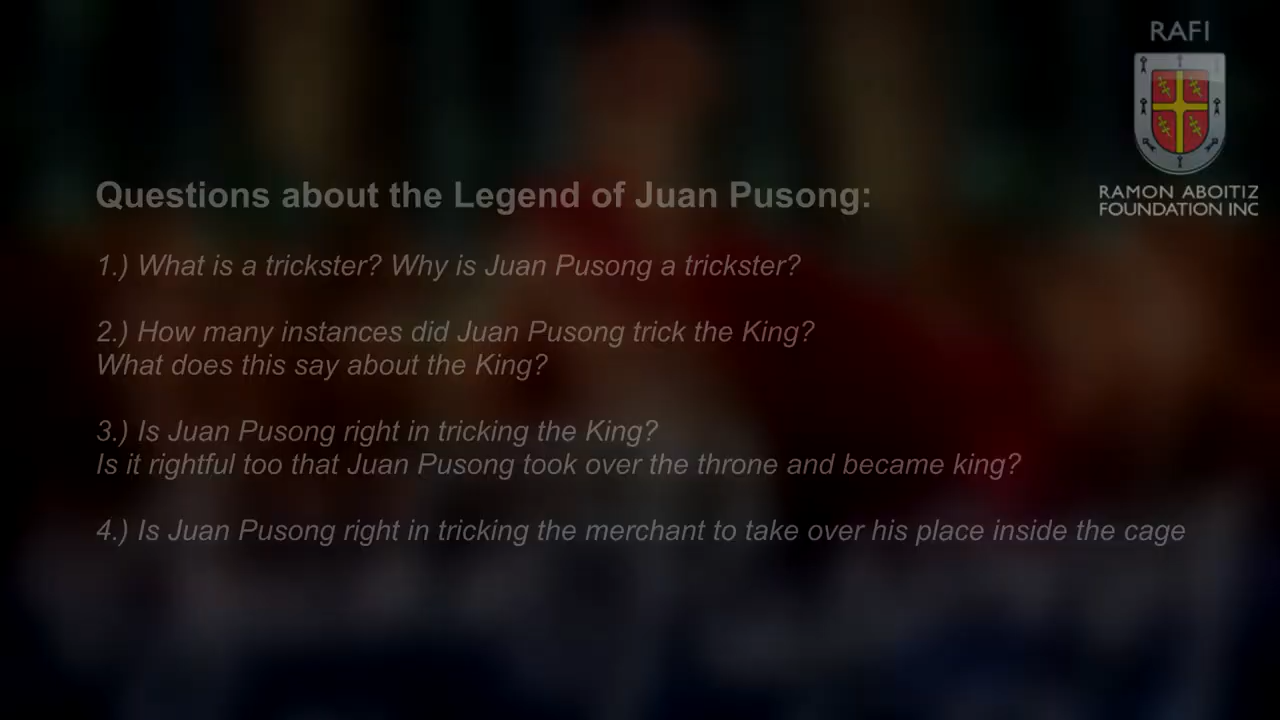 RAFI
RAMON ABOITIZ
FOUNDATION INC
Questions about the Legend of Juan Pusong:
1.) What is a trickster? Why is Juan Pusong a trickster?
2.) How many instances did Juan Pusong trick the King?
What does this say about the King?
3.) Is Juan Pusong right in tricking the King?
Is it rightful too that Juan Pusong took over the throne and became king?
4.) Is Juan Pusong right in tricking the merchant to take over his place inside the cage